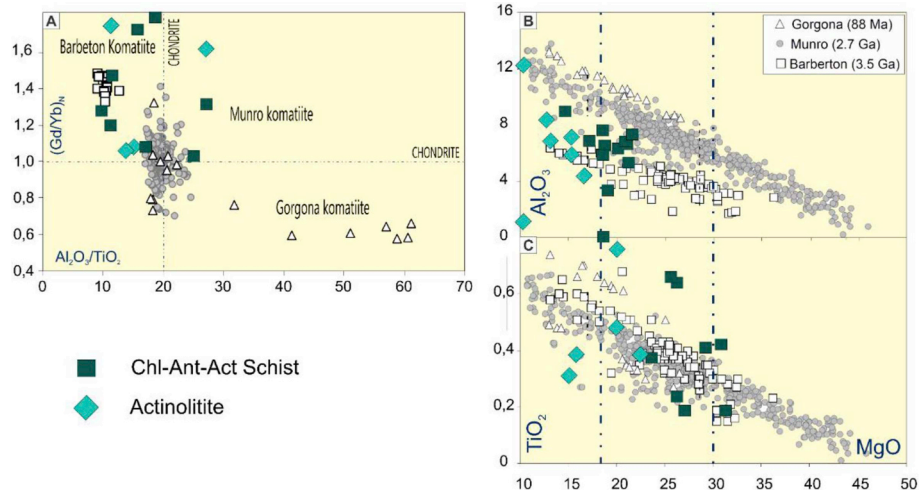 A
Barbeton Komatiite
CHONDRITE
(Gd/Yb)N
Munro komatiite
CHONDRITE
Gorgona komatiite
Al2O3/TiO2
1,6
1,4
1,2
1,0
0,8
0,6
0,4
0 10 20 30 40 50 60 70
Chl-Ant-Act Schist
Actinolitite
B
Gorgona (88 Ma)
Munro (2.7 Ga)
Barberton (3.5 Ga)
16
12
8
4
0
Al2O3
C
0,6
0,4
0,2
0
TiO2
MgO
10 15 20 25 30 35 40 45 50